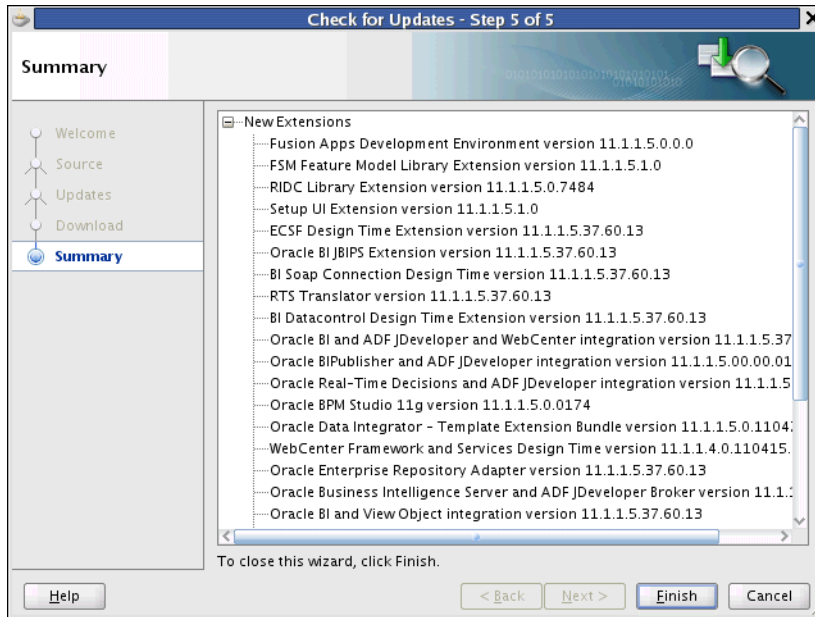 Check for Updates - Step 5 of 5
Summary
Welcome
Source
Updates
Download
Summary
New Extensions
Fusion Apps Development Environment version 11.1.1.5.0.0.0
FSM Feature Model Library Extension version 11.1.1.5.1.0
RIDC Library Extension version 11.1.1.5.0.7484
Setup UI Extension version 11.1.1.5.1.0
ECSF Design Time Extension version 11.1.1.5.37.60.13
Oracle BI JBIPS Extension version 11.1.1.5.37.60.13
BI Soap Connection Design Time version 11.1.1.5.37.60.13
RTS Translator version 11.1.1.5.37.60.13
BI Datacontrol Design Time Extension version 11.1.1.5.37.60.13
Oracle BI and ADF JDeveloper and WebCenter integration version 11.1.1.5.37
Oracle BIPublisher and ADF JDeveloper integration version 11.1.1.5.00.00.01
Oracle Real-Time Decisions and ADF JDeveloper integration version 11.1.1.5
Oracle BPM Studio 11g version 11.1.1.5.0.0174
Oracle Data Integrator - Template Extension Bundle version 11.1.1.5.0.1104
WebCenter Framework and Services Design Time version 11.1.1.4.0.110415.
Oracle Enterprise Repository Adapter version 11.1.1.5.37.60.13
Oracle Business Intelligence Server and ADF JDeveloper Broker version 11.1.
Oracle BI and View Object integration version 11.1.1.5.37.60.13
To close this wizard, click Finish.
Help
< Back
Next >
Finish
Cancel